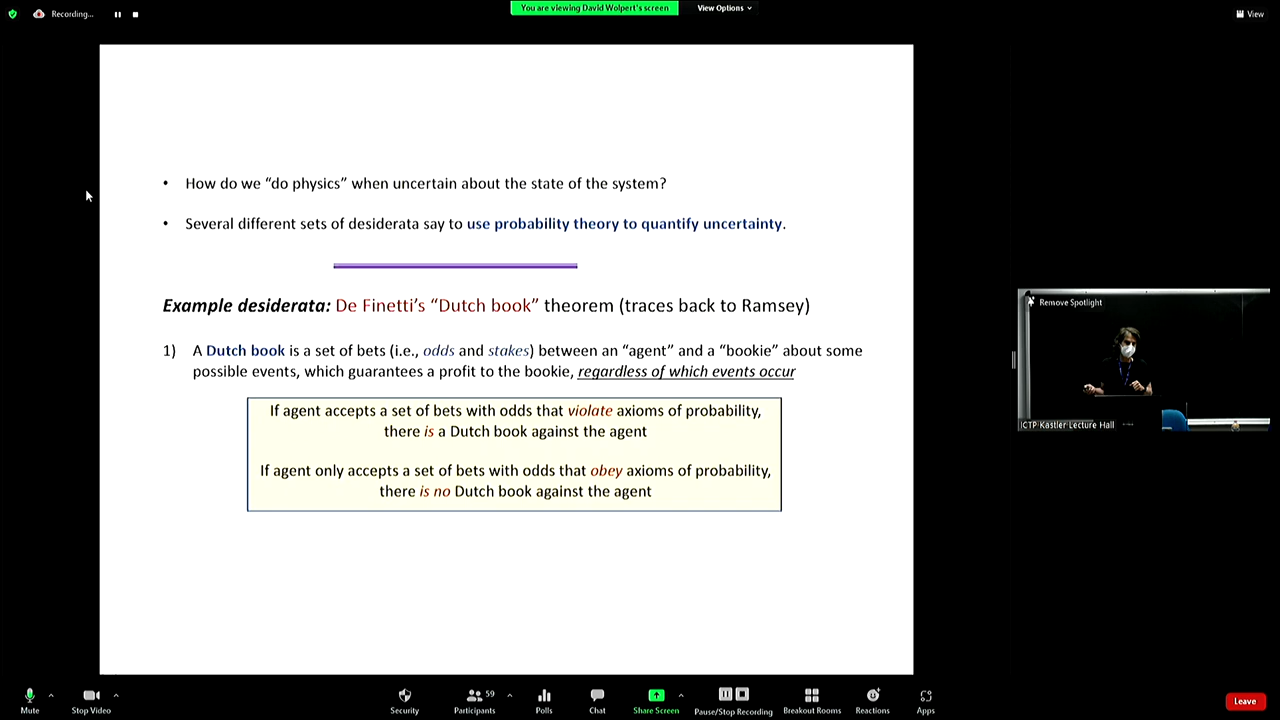 Recording...
You are viewing David Wolpert's screen
View Options
View
• How do we “do physics” when uncertain about the state of the system?
• Several different sets of desiderata say to use probability theory to quantify uncertainty.
Example desiderata: De Finetti’s “Dutch book” theorem (traces back to Ramsey)
1) A Dutch book is a set of bets (i.e., odds and stakes) between an “agent” and a “bookie” about some
possible events, which guarantees a profit to the bookie, regardless of which events occur
If agent accepts a set of bets with odds that violate axioms of probability,
there is a Dutch book against the agent
If agent only accepts a set of bets with odds that obey axioms of probability,
there is no Dutch book against the agent
Remove Spotlight
ICTP Kastler Lecture Hall
Mute
Stop Video
Security
59
Participants
Polls
Chat
Share Screen
Pause/Stop Recording
Breakout Rooms
Reactions
Apps
Leave